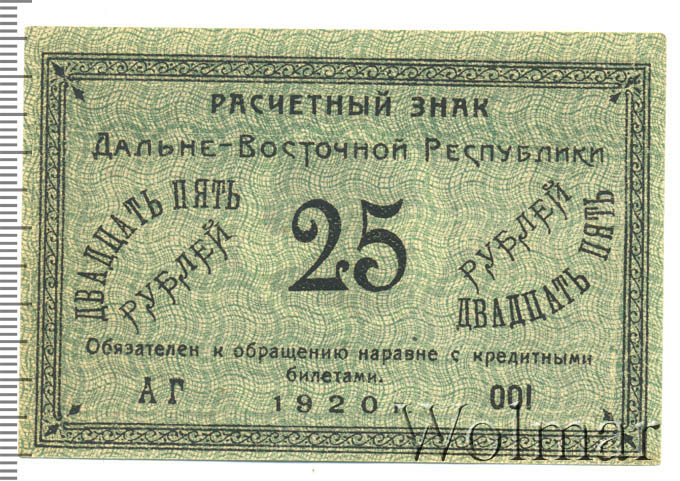 РАСЧЕТНЫЙ ЗНАК
ДАЛЬНЕ-ВОСТОЧНОЙ РЕСПУБЛИКИ
ДВАДЦАТЬ ПЯТЬ
РУБЛЕЙ
25
РУБЛЕЙ
ДВАДЦАТЬ ПЯТЬ
Обязателен к обращению наравне с кредитными
билетами.
АГ 001
1920 г.
Wolmar